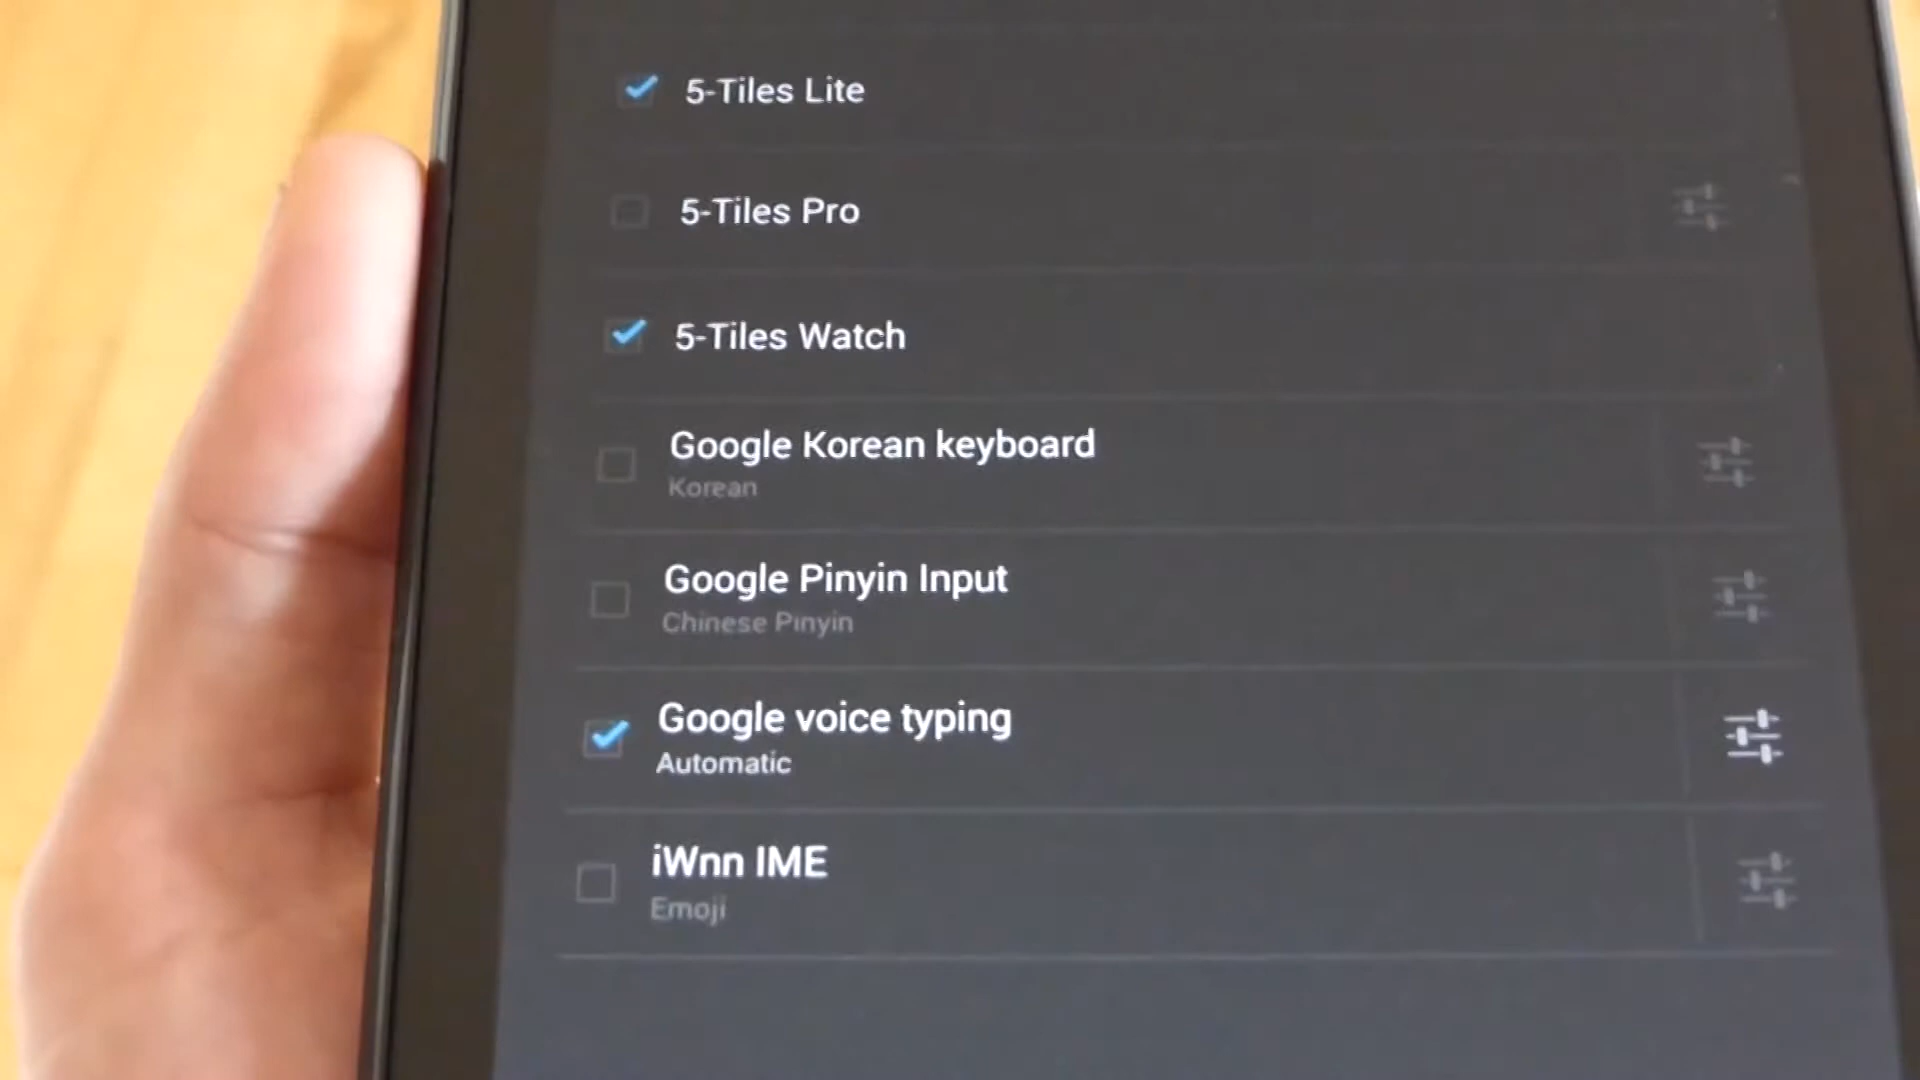 5-Tiles Lite
5-Tiles Pro
5-Tiles Watch
Google Korean keyboard
Korean
Google Pinyin Input
Chinese Pinyin
Google voice typing
Automatic
iWnn IME
Emoji